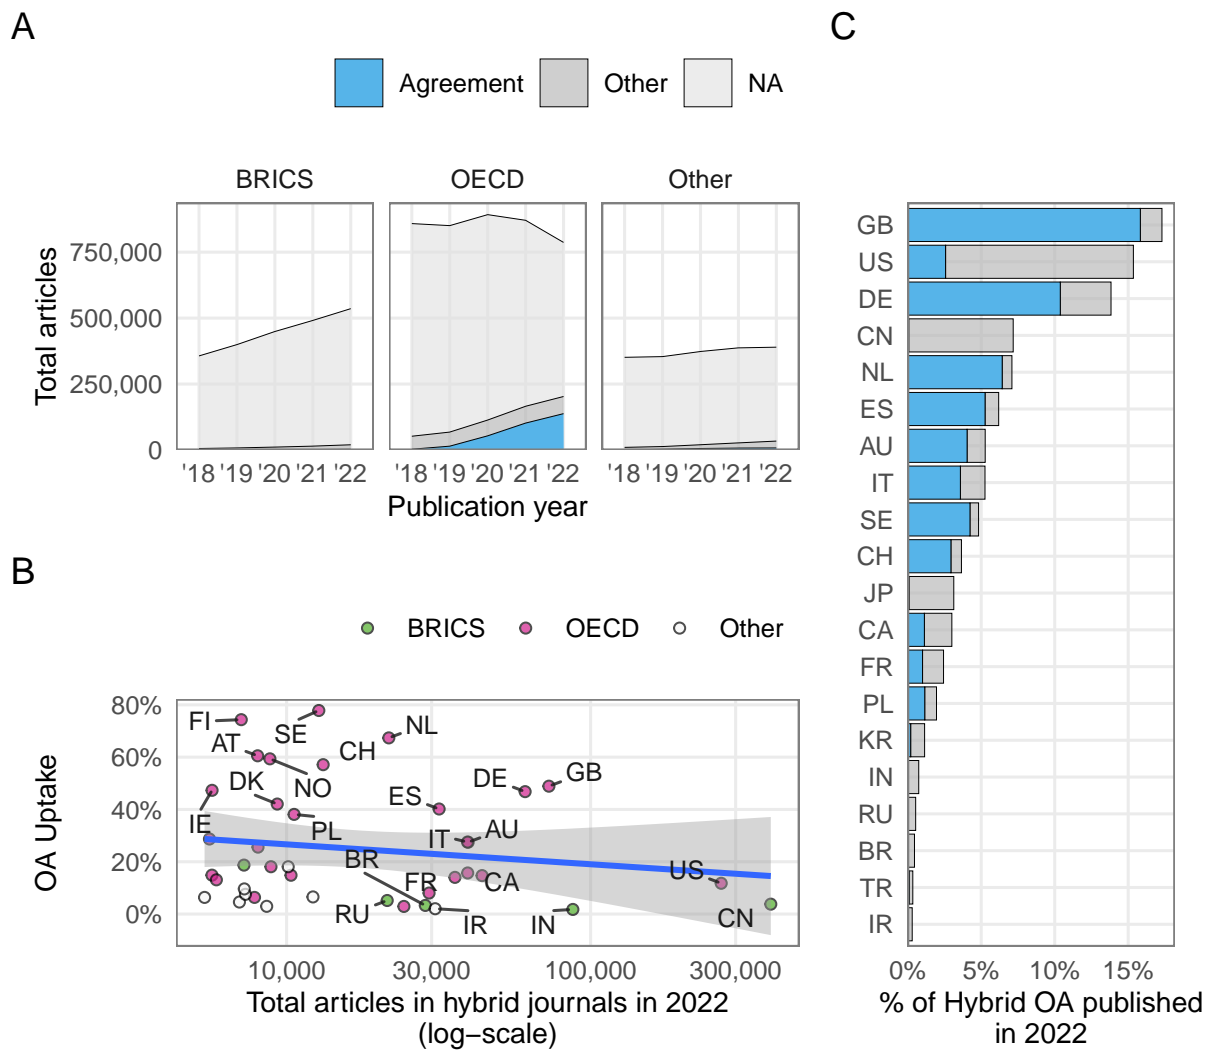 A
C
Agreement
Other
NA
BRICS
OECD
Other
Total articles
750,000
500,000
250,000
0
'18
'19
'20
'21
'22
'18
'19
'20
'21
'22
'18
'19
'20
'21
'22
Publication year
B
BRICS
OECD
Other
OA Uptake
80%
60%
40%
20%
0%
FI
SE
NL
AT
CH
NO
DK
DE
GB
ES
IE
PL
IT
AU
BR
FR
CA
US
RU
IR
IN
CN
10,000
30,000
100,000
300,000
Total articles in hybrid journals in 2022
(log−scale)
GB
US
DE
CN
NL
ES
AU
IT
SE
CH
JP
CA
FR
PL
KR
IN
RU
BR
TR
IR
0%
5%
10%
15%
% of Hybrid OA published
in 2022